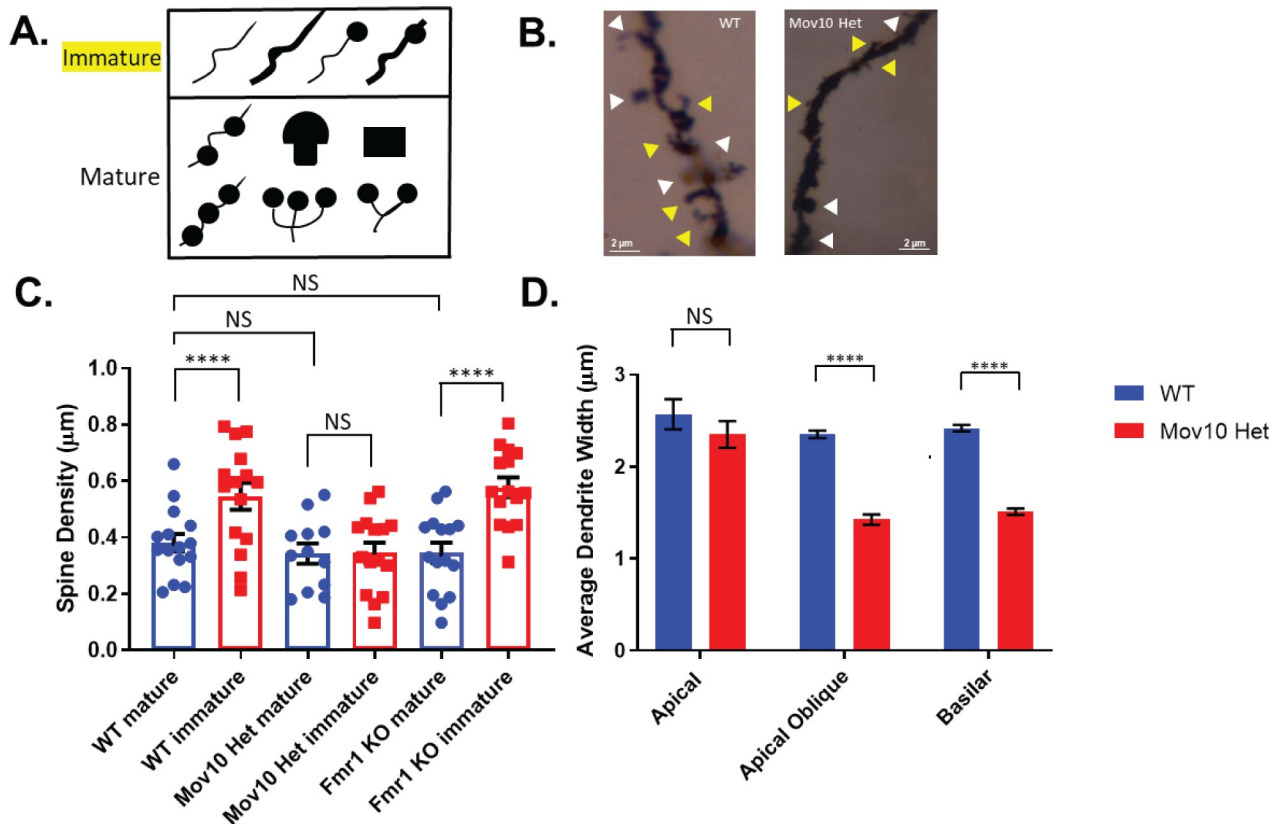 A.
Immature
Mature
B.
WT
2 µm
Mov10 Het
2 µm
C.
NS
NS
****
NS
****
Spine Density (µm)
1.0
0.8
0.6
0.4
0.2
0.0
WT mature
WT immature
Mov10 Het mature
Mov10 Het immature
Fmr1 KO mature
Fmr1 KO immature
D.
NS
****
****
Average Dendrite Width (µm)
3
2
1
0
Apical
Apical Oblique
Basilar
WT
Mov10 Het